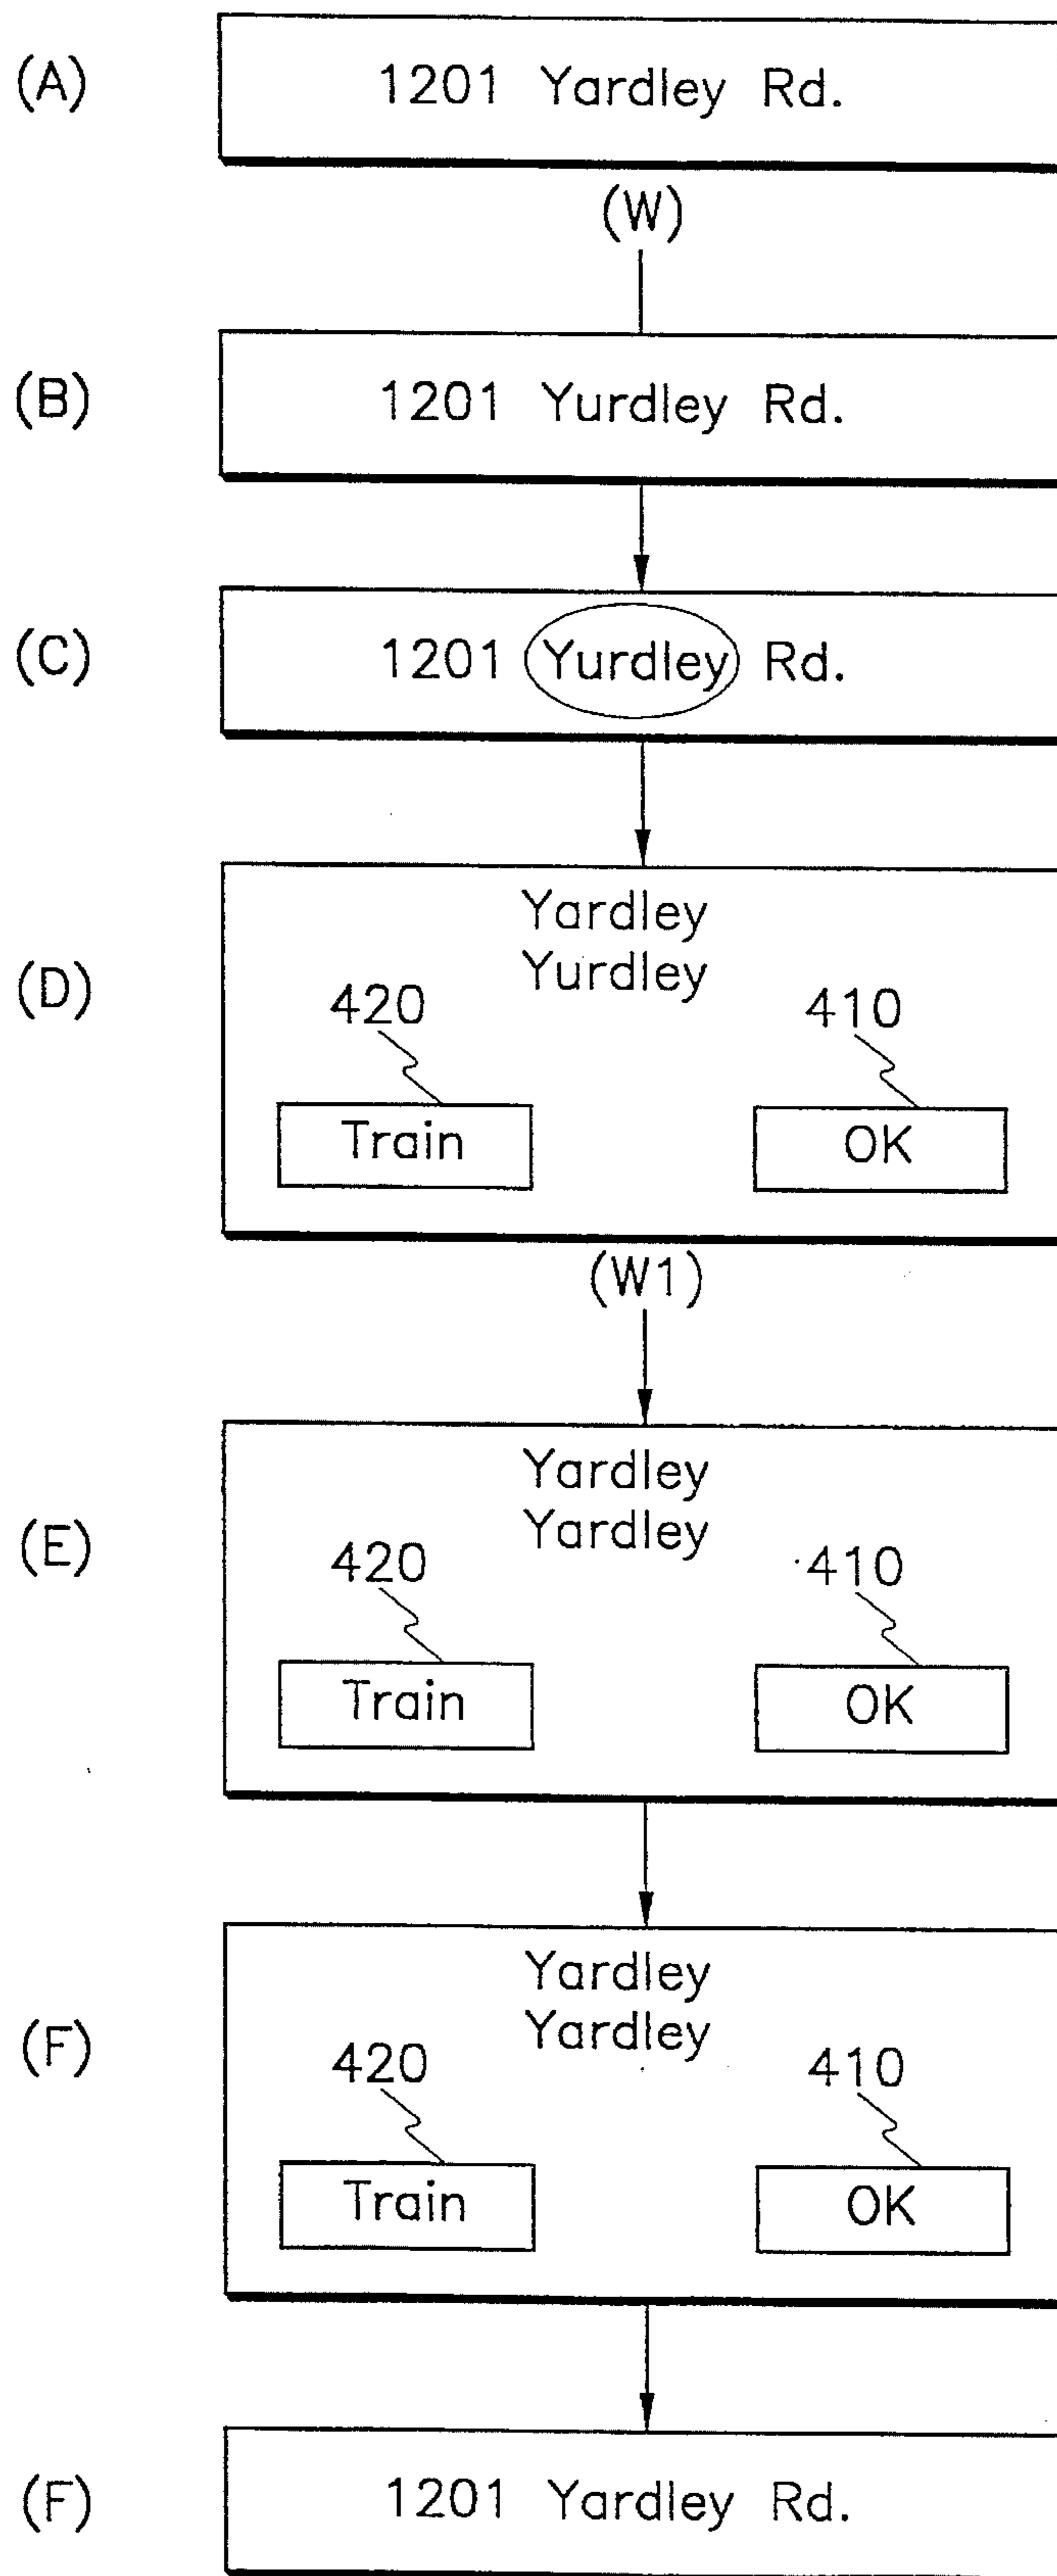 (A) 1201 Yardley Rd.
(W)
(B) 1201 Yurdley Rd.
(C) 1201 Yurdley Rd.
Yardley
(D) Yurdley
420 410
Train OK
(W1)
Yardley
(E) Yardley
420 410
Train OK
Yardley
(F) Yardley
420 410
Train OK
(F) 1201 Yardley Rd.